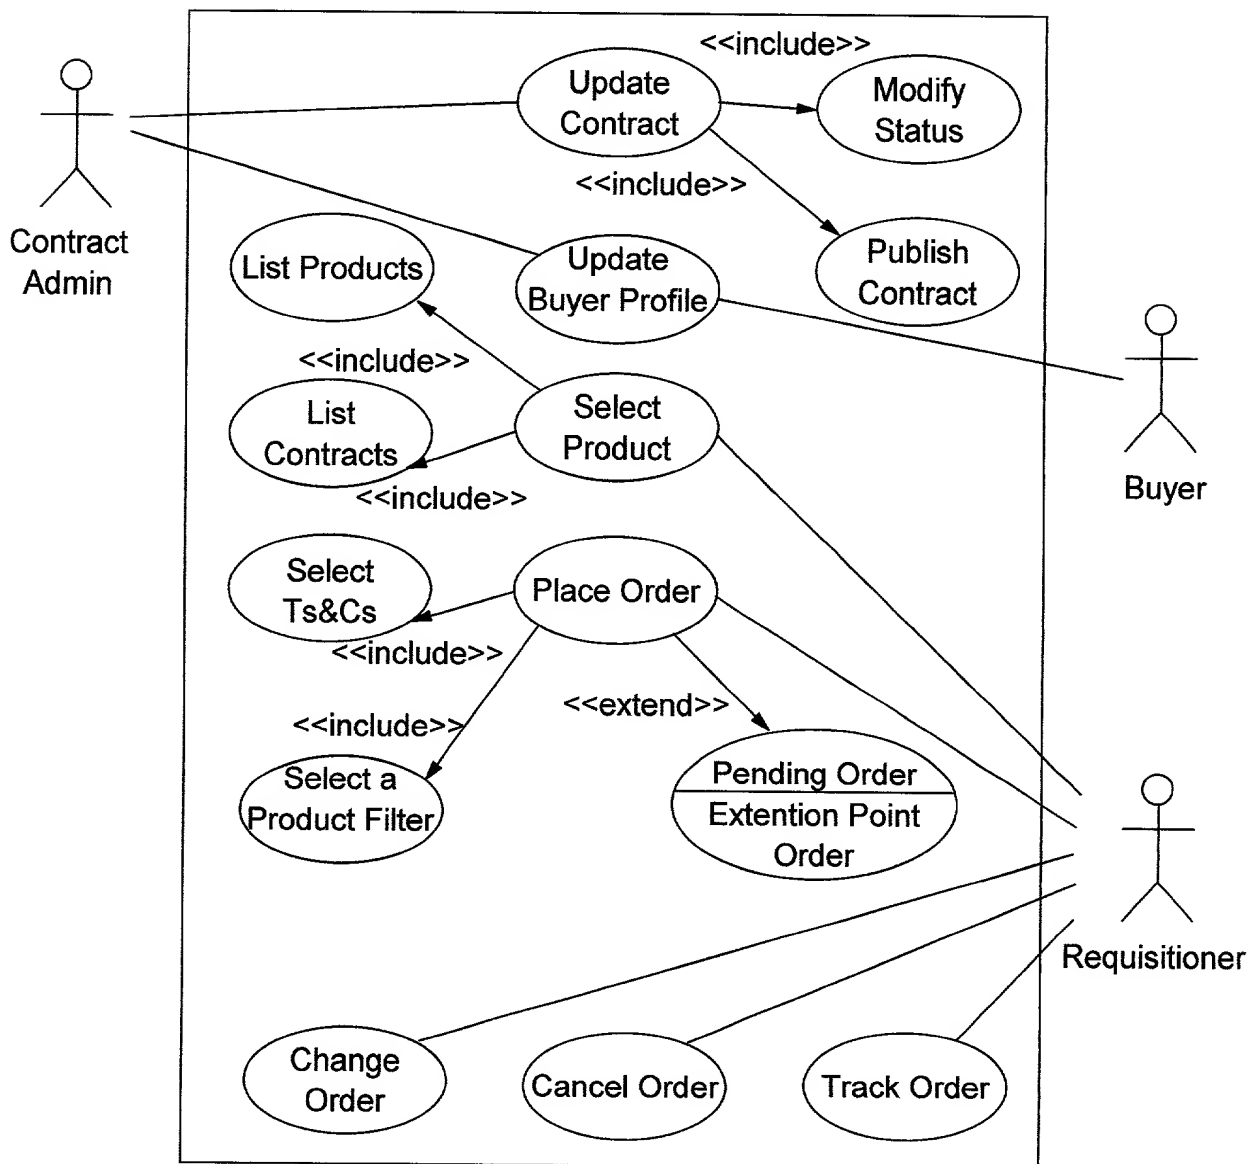 <<include>>
Update
Contract
Modify
Status
<<include>>
Contract
Admin
List Products
Update
Buyer Profile
Publish
Contract
<<include>>
List
Contracts
Select
Product
<<include>>
Buyer
Select
Ts&Cs
Place Order
<<include>>
<<extend>>
<<include>>
Select a
Product Filter
Pending Order
Extention Point
Order
Requisitioner
Change
Order
Cancel Order
Track Order